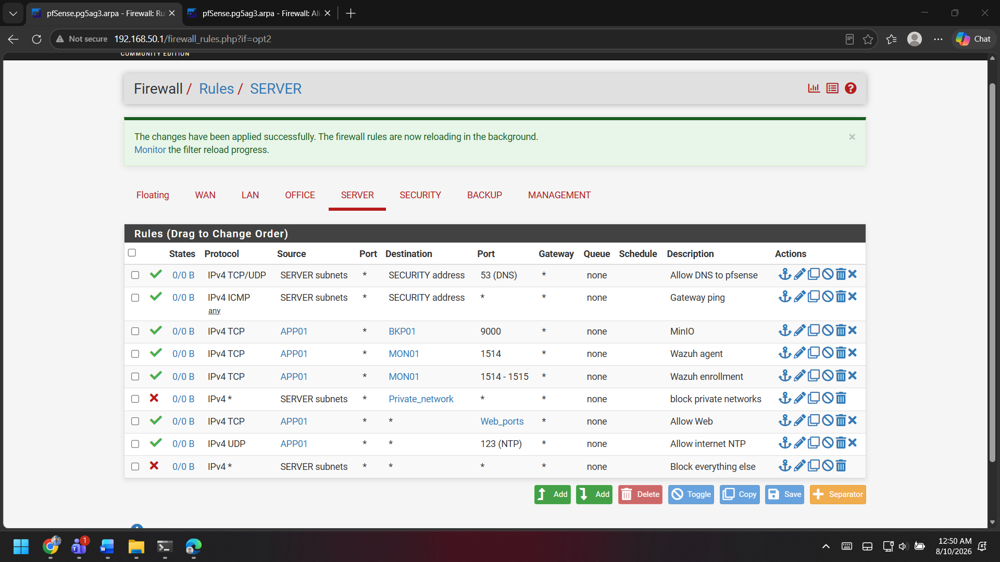 pfSense.pg5ag3.arpa - Firewall: Ru
pfSense.pg5ag3.arpa - Firewall: Ali
Not secure 192.168.50.1/firewall_rules.php?if=opt2
Chat
COMMUNITY EDITION
Firewall / Rules / SERVER
The changes have been applied successfully. The firewall rules are now reloading in the background.
Monitor the filter reload progress.
Floating WAN LAN OFFICE SERVER SECURITY BACKUP MANAGEMENT
Rules (Drag to Change Order)
States Protocol Source Port Destination Port Gateway Queue Schedule Description Actions
0/0 B IPv4 TCP/UDP SERVER subnets * SECURITY address 53 (DNS) * none Allow DNS to pfsense
0/0 B IPv4 ICMP SERVER subnets * SECURITY address * * none Gateway ping
any
0/0 B IPv4 TCP APP01 * BKP01 9000 * none MinIO
0/0 B IPv4 TCP APP01 * MON01 1514 * none Wazuh agent
0/0 B IPv4 TCP APP01 * MON01 1514 - 1515 * none Wazuh enrollment
0/0 B IPv4 * SERVER subnets * Private_network * * none block private networks
0/0 B IPv4 TCP APP01 * * Web_ports * none Allow Web
0/0 B IPv4 UDP APP01 * * 123 (NTP) * none Allow internet NTP
0/0 B IPv4 * SERVER subnets * * * * none Block everything else
Add Add Delete Toggle Copy Save Separator
1
12:50 AM
8/10/2026